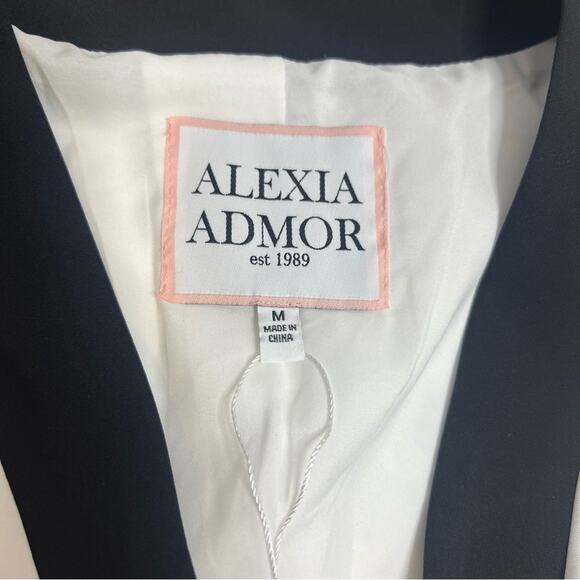 ALEXIA
ADMOR
est 1989
M
MADE IN
CHINA